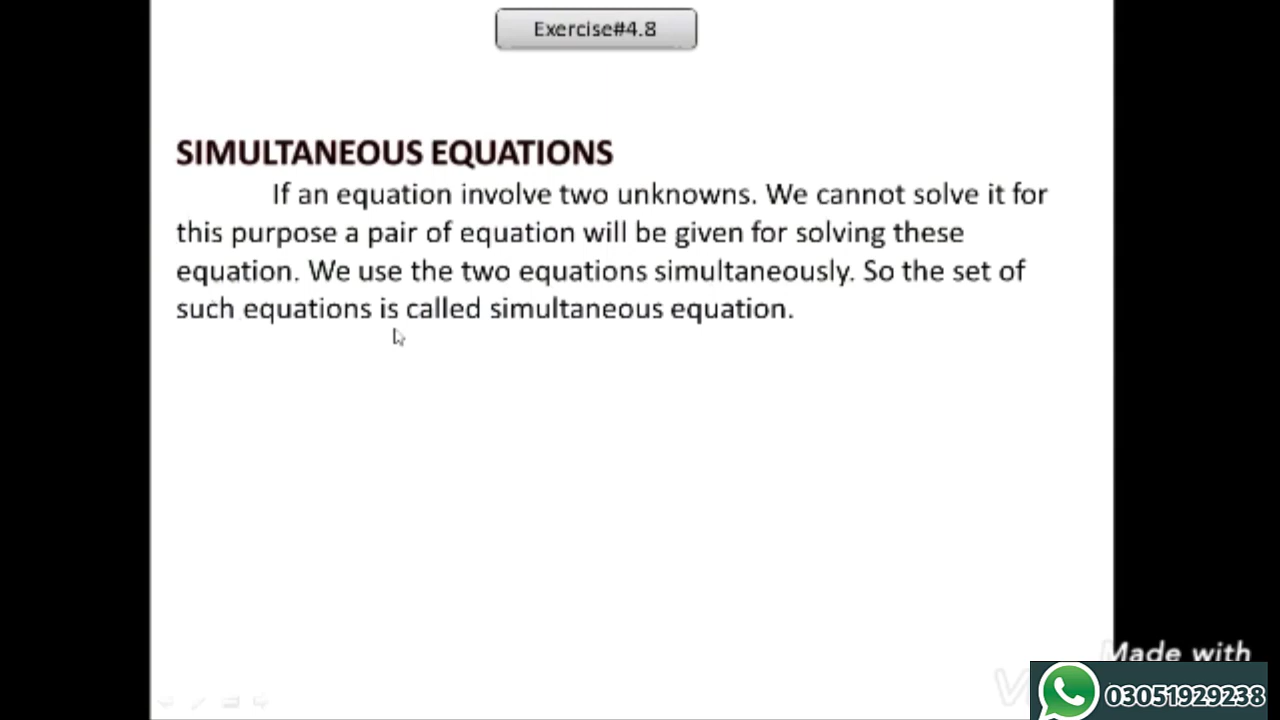 Exercise#4.8
SIMULTANEOUS EQUATIONS
If an equation involve two unknowns. We cannot solve it for
this purpose a pair of equation will be given for solving these
equation. We use the two equations simultaneously. So the set of
such equations is called simultaneous equation.
Made with
03051929238